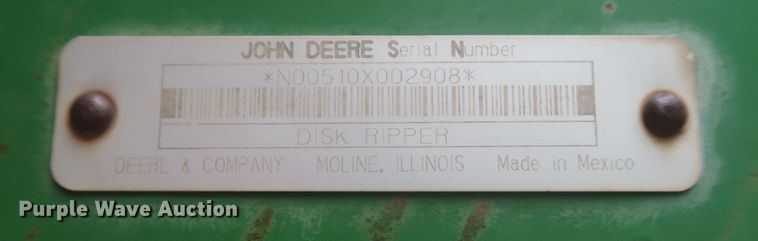 JOHN DEERE Serial Number
*N00510X002908*
DISK RIPPER
DEERE & COMPANY MOLINE, ILLINOIS Made in Mexico
Purple Wave Auction